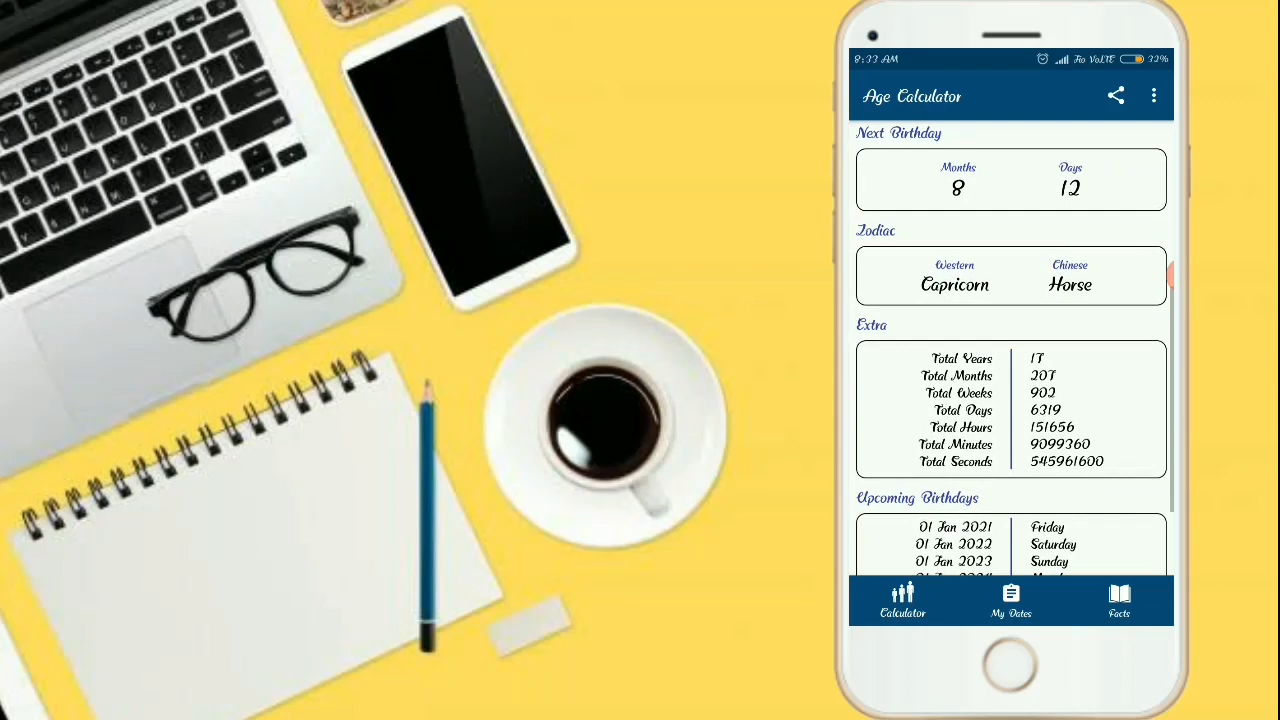 8:33 AM Jio VoLTE 32%
Age Calculator
Next Birthday
Months Days
8 12
Zodiac
Western Chinese
Capricorn Horse
Extra
Total Years 17
Total Months 207
Total Weeks 902
Total Days 6319
Total Hours 151656
Total Minutes 9099360
Total Seconds 545961600
Upcoming Birthdays
01 Jan 2021 Friday
01 Jan 2022 Saturday
01 Jan 2023 Sunday
Calculator My Dates Facts